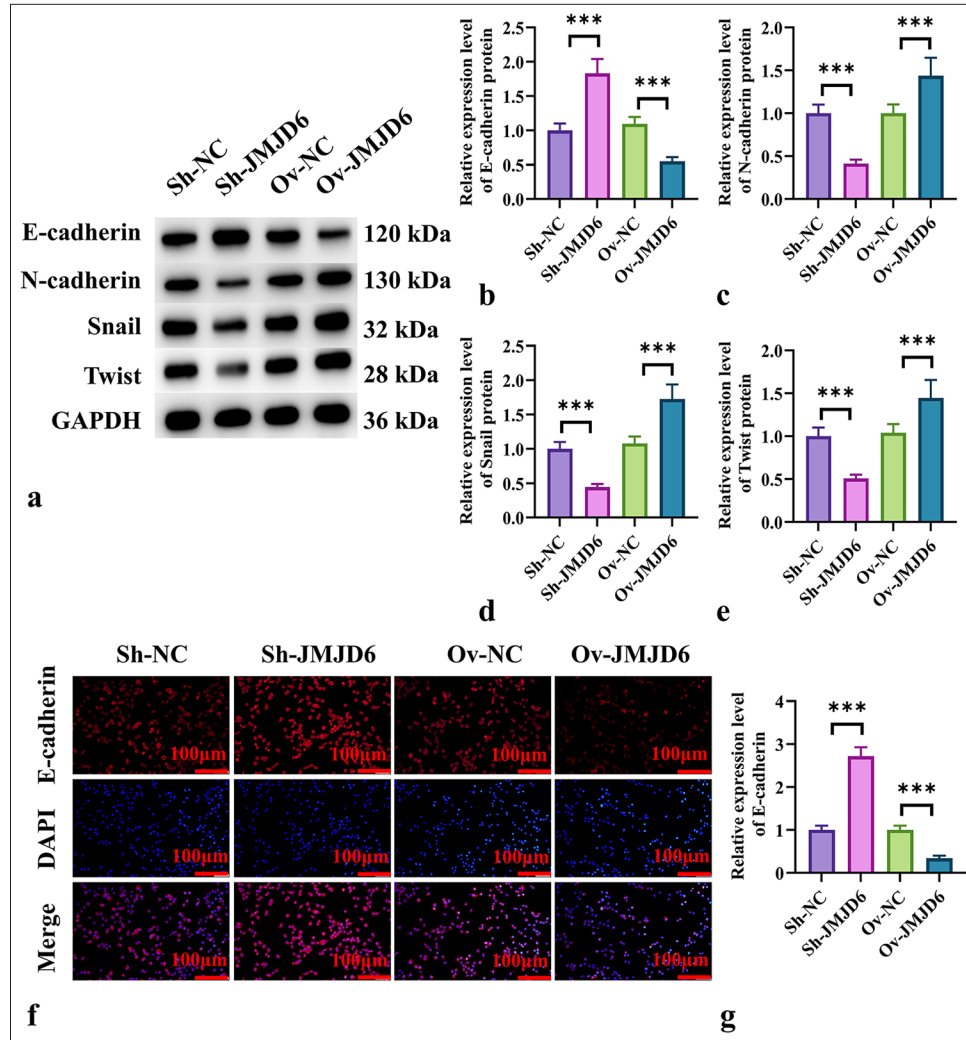 Sh-NC
Sh-JMJD6
Ov-NC
Ov-JMJD6
E-cadherin 120 kDa
N-cadherin 130 kDa
Snail 32 kDa
Twist 28 kDa
GAPDH 36 kDa
a
Relative expression level
of E-cadherin protein
2.5
2.0
1.5
1.0
0.5
0.0
***
***
Sh-NC
Sh-JMJD6
Ov-NC
Ov-JMJD6
b
Relative expression level
of N-cadherin protein
2.0
1.5
1.0
0.5
0.0
***
***
Sh-NC
Sh-JMJD6
Ov-NC
Ov-JMJD6
c
Relative expression level
of Snail protein
2.5
2.0
1.5
1.0
0.5
0.0
***
***
Sh-NC
Sh-JMJD6
Ov-NC
Ov-JMJD6
d
Relative expression level
of Twist protein
2.0
1.5
1.0
0.5
0.0
***
***
Sh-NC
Sh-JMJD6
Ov-NC
Ov-JMJD6
e
Sh-NC Sh-JMJD6 Ov-NC Ov-JMJD6
E-cadherin
100μm 100μm 100μm 100μm
DAPI
100μm 100μm 100μm 100μm
Merge
100μm 100μm 100μm 100μm
f
Relative expression level
of E-cadherin
4
3
2
1
0
***
***
Sh-NC
Sh-JMJD6
Ov-NC
Ov-JMJD6
g